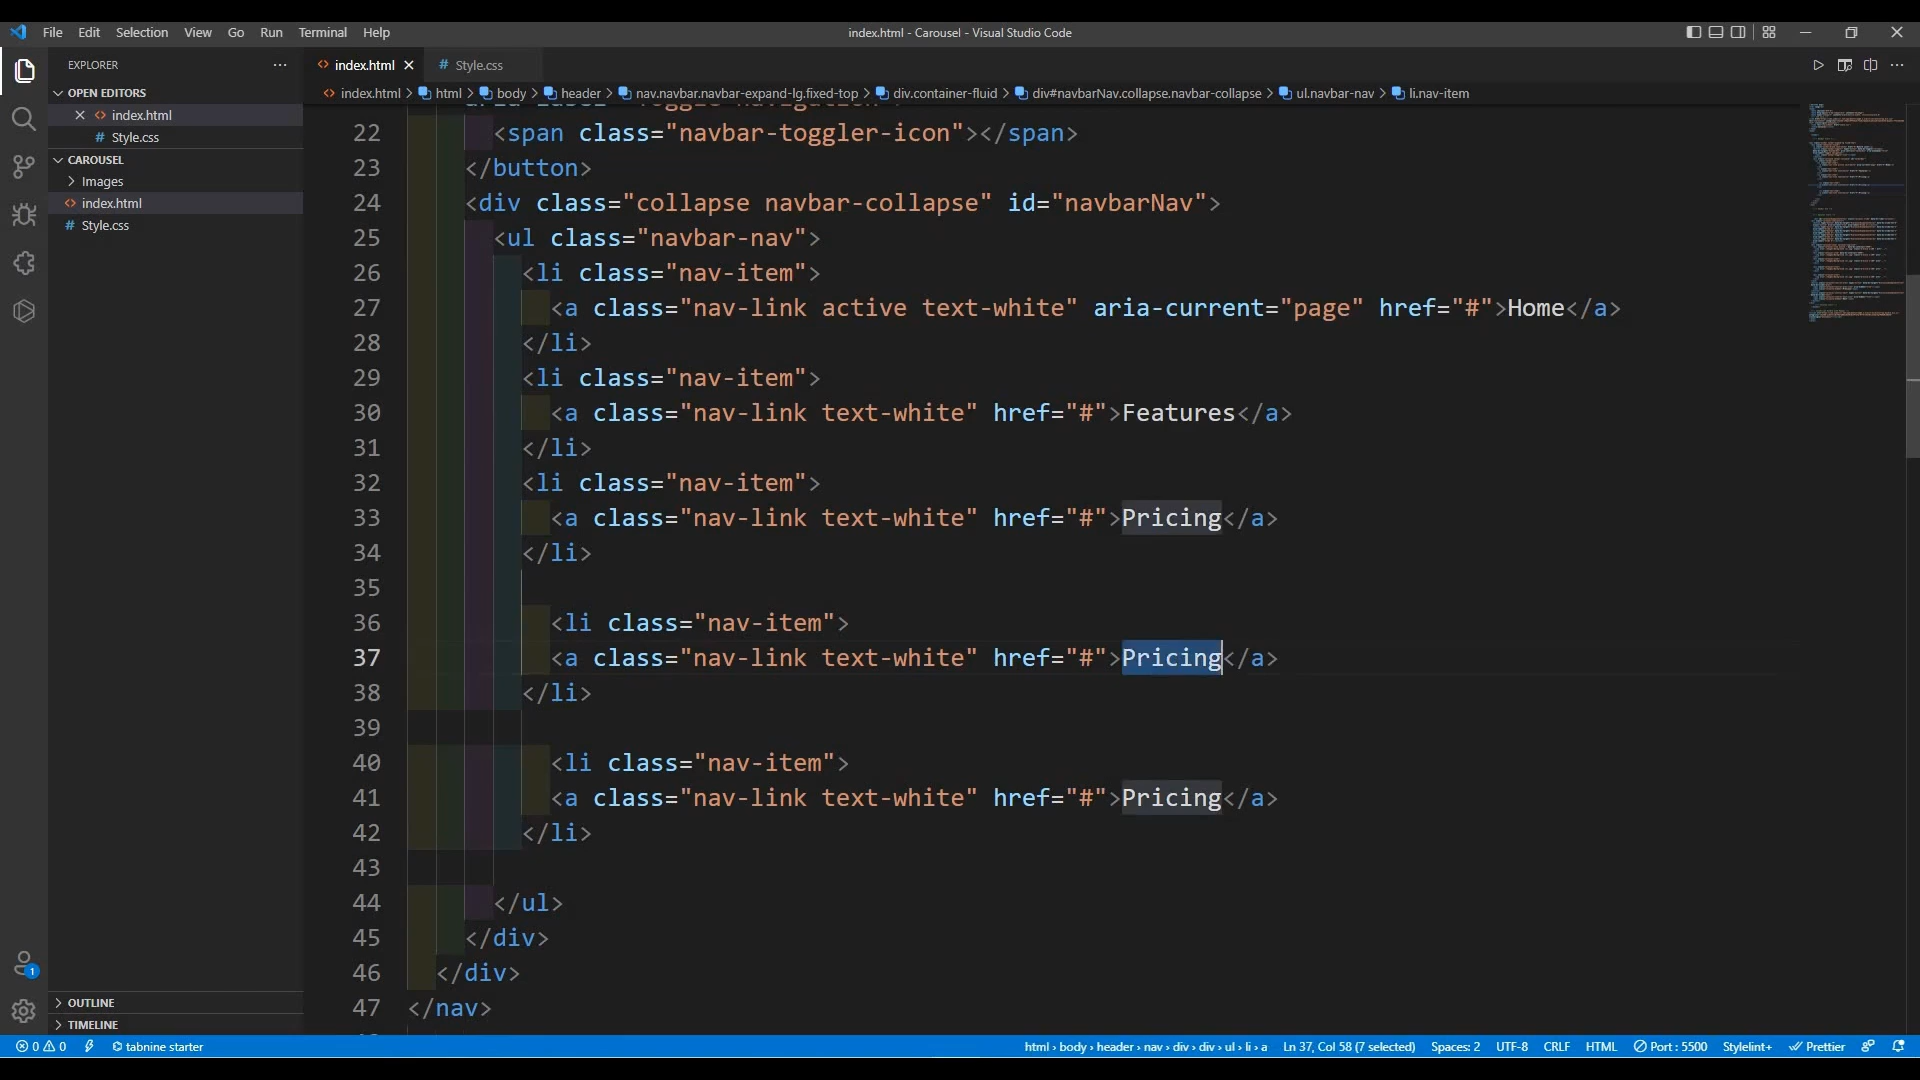 File Edit Selection View Go Run Terminal Help
index.html - Carousel - Visual Studio Code
EXPLORER
OPEN EDITORS
index.html
Style.css
CAROUSEL
Images
index.html
Style.css
OUTLINE
TIMELINE
1
index.html
Style.css
index.html > html > body > header > nav.navbar.navbar-expand-lg.fixed-top > div.container-fluid > div#navbarNav.collapse.navbar-collapse > ul.navbar-nav > li.nav-item
22 <span class="navbar-toggler-icon"></span>
23 </button>
24 <div class="collapse navbar-collapse" id="navbarNav">
25 <ul class="navbar-nav">
26 <li class="nav-item">
27 <a class="nav-link active text-white" aria-current="page" href="#">Home</a>
28 </li>
29 <li class="nav-item">
30 <a class="nav-link text-white" href="#">Features</a>
31 </li>
32 <li class="nav-item">
33 <a class="nav-link text-white" href="#">Pricing</a>
34 </li>
35
36 <li class="nav-item">
37 <a class="nav-link text-white" href="#">Pricing</a>
38 </li>
39
40 <li class="nav-item">
41 <a class="nav-link text-white" href="#">Pricing</a>
42 </li>
43
44 </ul>
45 </div>
46 </div>
47 </nav>
0 0 tabnine starter
html › body › header › nav › div › div › ul › li › a Ln 37, Col 58 (7 selected) Spaces: 2 UTF-8 CRLF HTML Port : 5500 Stylelint+ Prettier